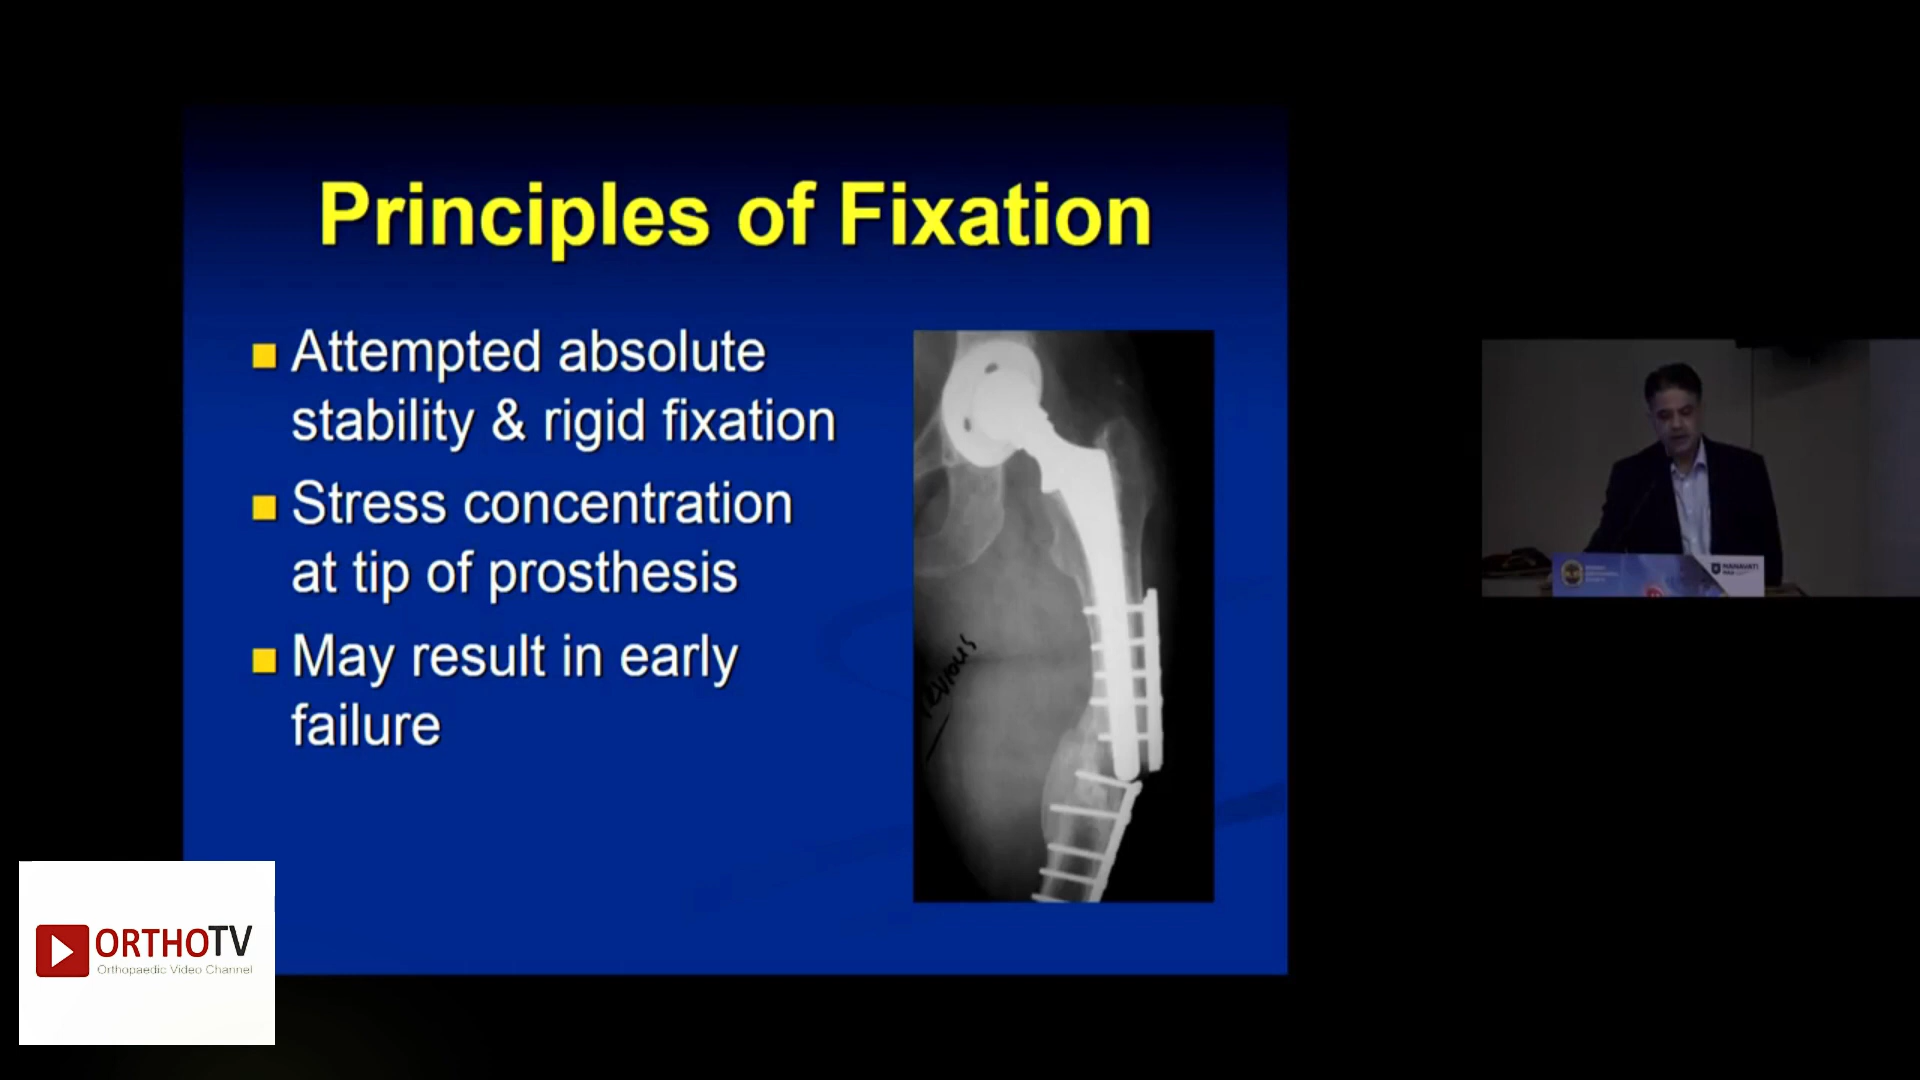 Principles of Fixation
Attempted absolute
stability & rigid fixation
Stress concentration
at tip of prosthesis
May result in early
failure
ORTHOTV
Orthopaedic Video Channel
NANAVATI